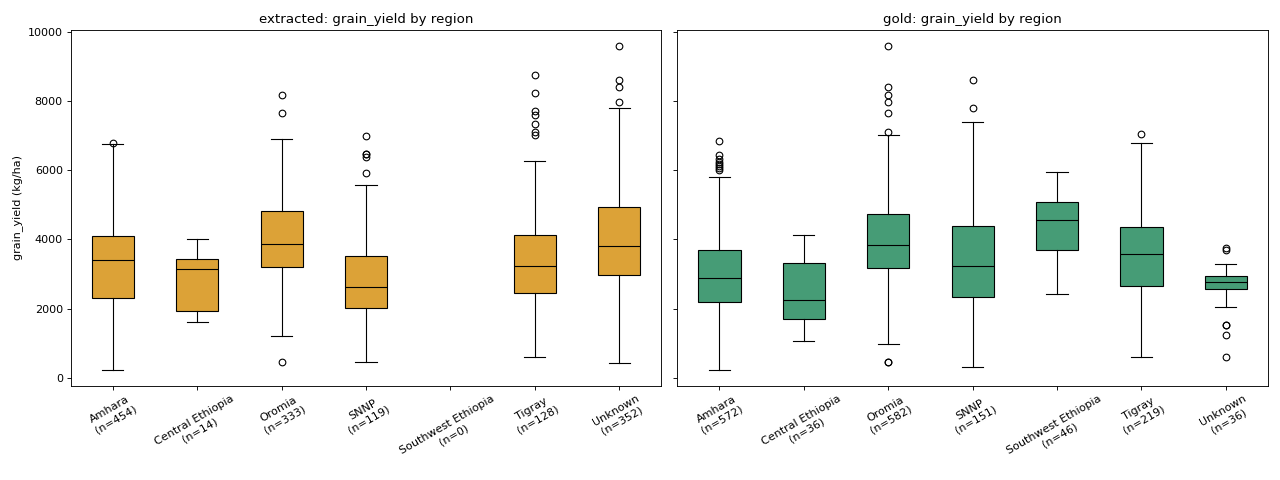 extracted: grain_yield by region
gold: grain_yield by region
grain_yield (kg/ha)
10000
8000
6000
4000
2000
0
Amhara
(n=454)
Central Ethiopia
(n=14)
Oromia
(n=333)
SNNP
(n=119)
Southwest Ethiopia
(n=0)
Tigray
(n=128)
Unknown
(n=352)
Amhara
(n=572)
Central Ethiopia
(n=36)
Oromia
(n=582)
SNNP
(n=151)
Southwest Ethiopia
(n=46)
Tigray
(n=219)
Unknown
(n=36)